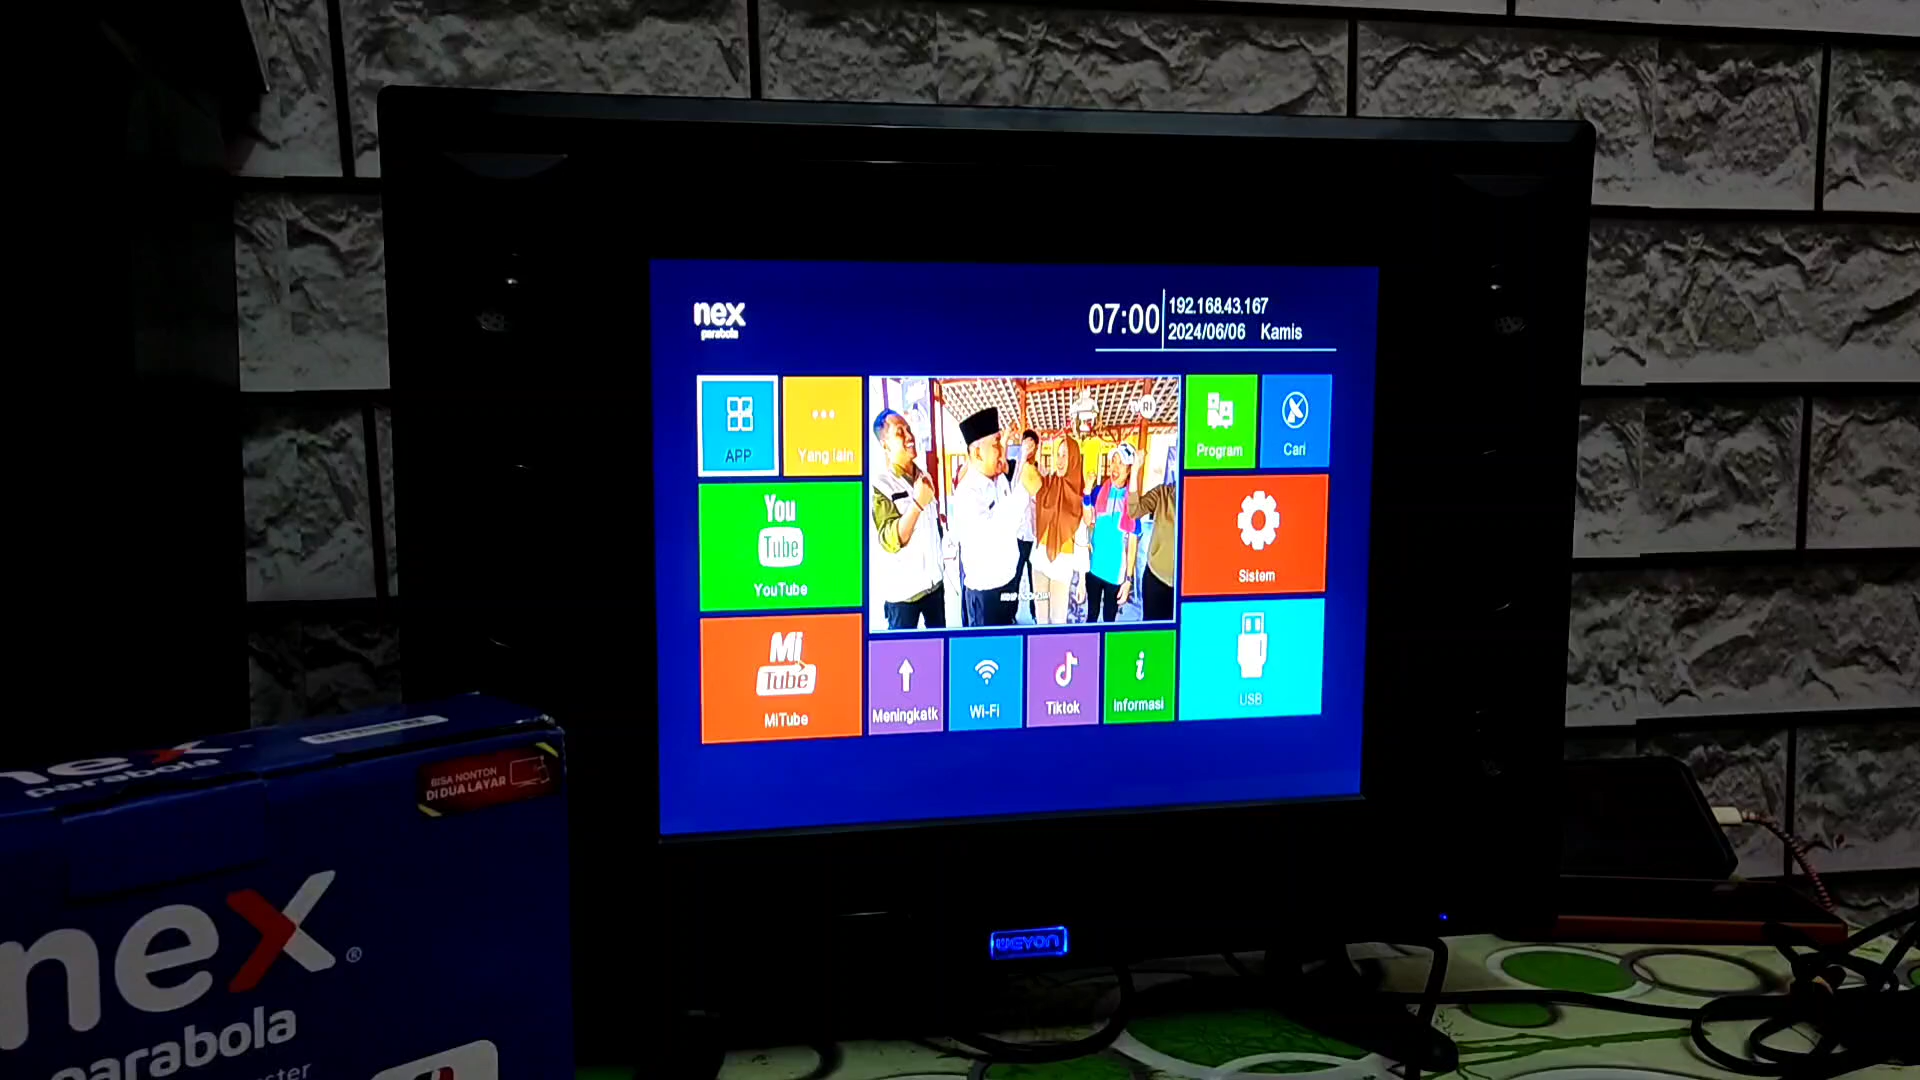 nex
parabola
07:00
192.168.43.167
2024/06/06 Kamis
APP
Yang lain
Program
Cari
You
Tube
YouTube
Sistem
Mi
Tube
MiTube
Meningkatk
Wi-Fi
Tiktok
Informasi
USB
nex
parabola
BISA NONTON
DI DUA LAYAR
nex®
parabola
WEYON